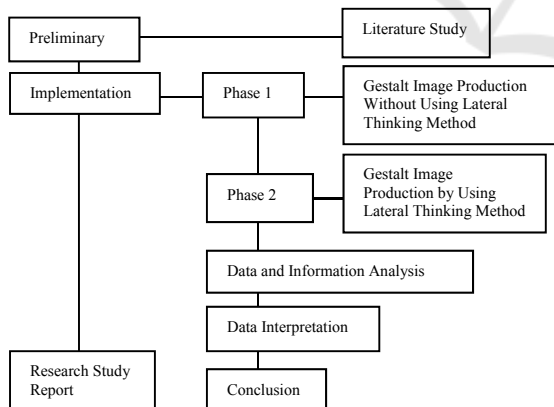 Preliminary
Literature Study
Implementation
Phase 1
Gestalt Image Production
Without Using Lateral
Thinking Method
Phase 2
Gestalt Image
Production by Using
Lateral Thinking Method
Data and Information Analysis
Data Interpretation
Research Study
Report
Conclusion